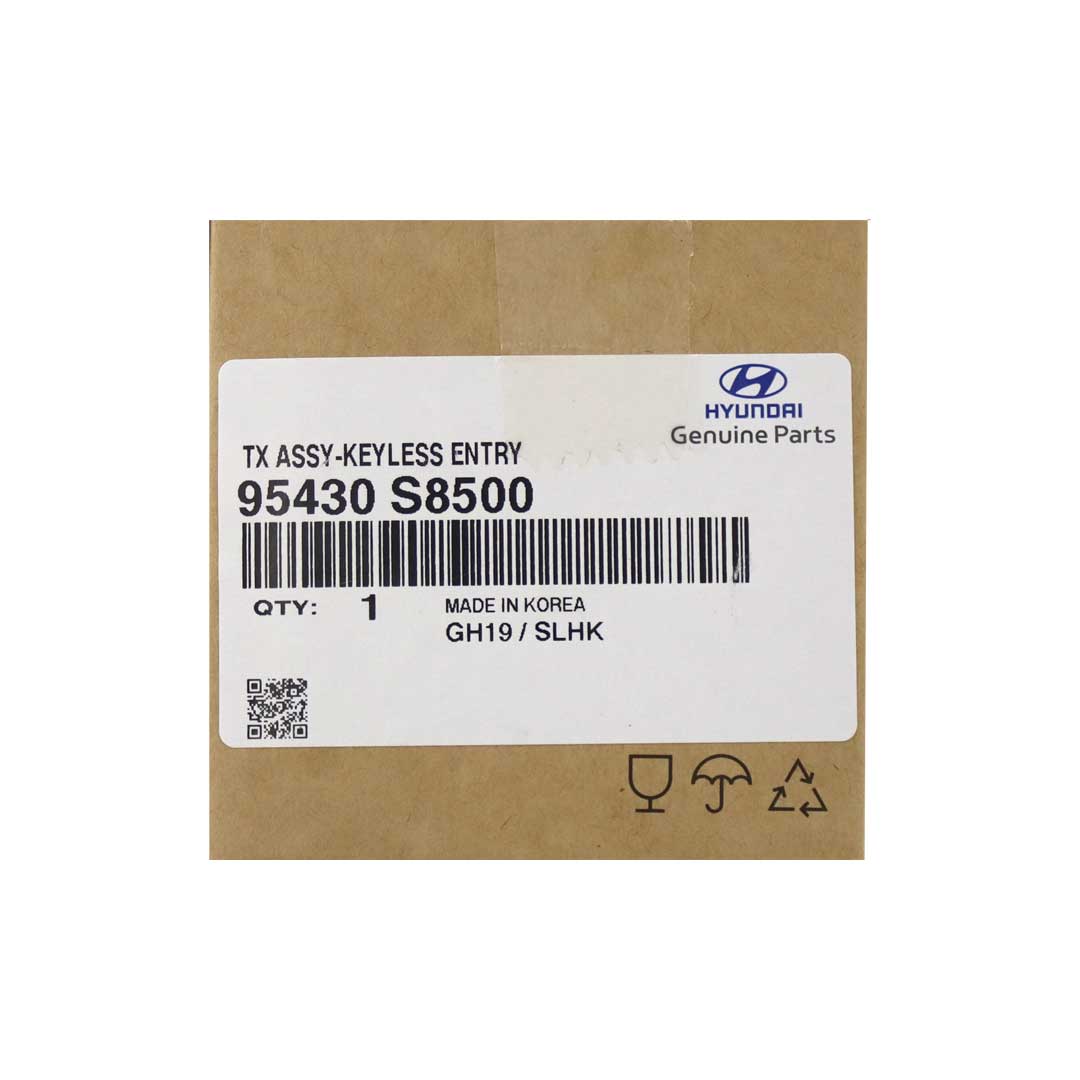 HYUNDAI
Genuine Parts
TX ASSY-KEYLESS ENTRY
95430 S8500
QTY: 1
MADE IN KOREA
GH19 / SLHK